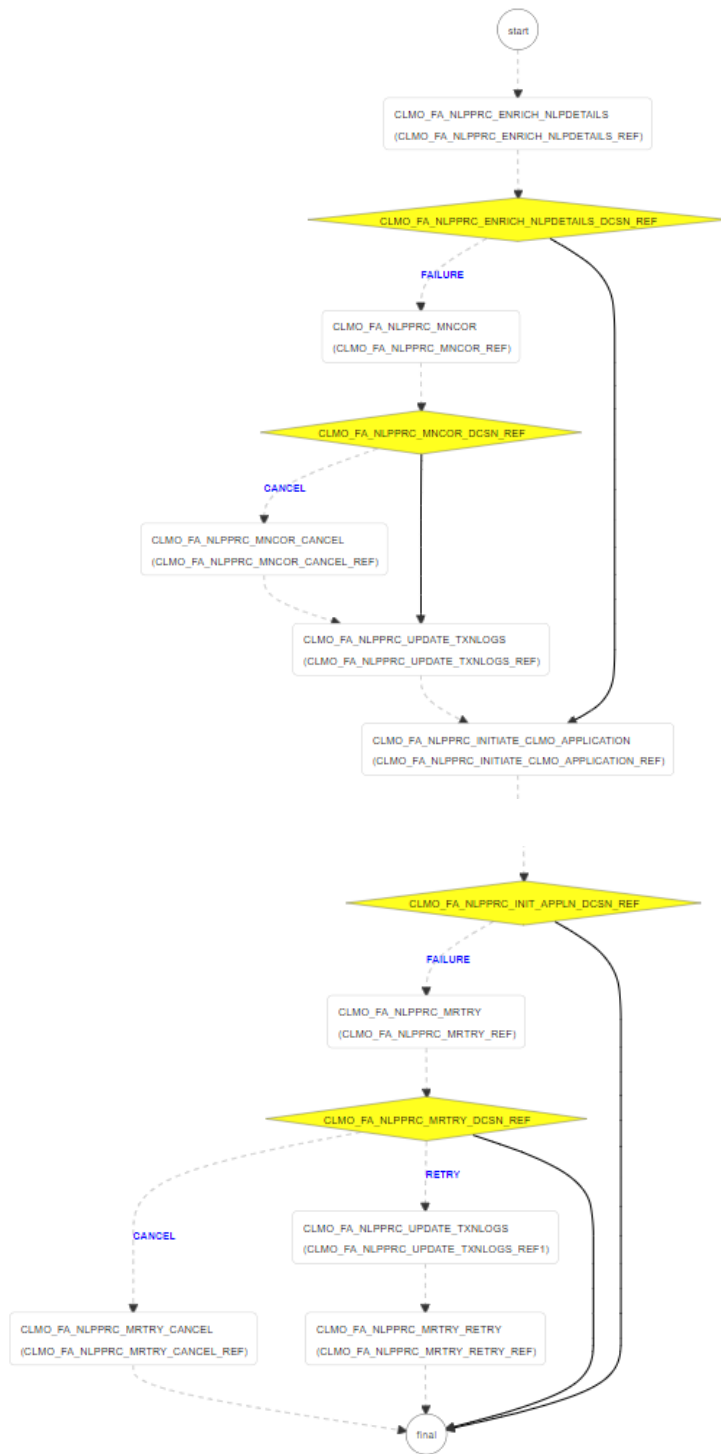 start
CLMO_FA_NLPPRC_ENRICH_NLPDETAILS
(CLMO_FA_NLPPRC_ENRICH_NLPDETAILS_REF)
CLMO_FA_NLPPRC_ENRICH_NLPDETAILS_DCSN_REF
FAILURE
CLMO_FA_NLPPRC_MNCOR
(CLMO_FA_NLPPRC_MNCOR_REF)
CLMO_FA_NLPPRC_MNCOR_DCSN_REF
CANCEL
CLMO_FA_NLPPRC_MNCOR_CANCEL
(CLMO_FA_NLPPRC_MNCOR_CANCEL_REF)
CLMO_FA_NLPPRC_UPDATE_TXNLOGS
(CLMO_FA_NLPPRC_UPDATE_TXNLOGS_REF)
CLMO_FA_NLPPRC_INITIATE_CLMO_APPLICATION
(CLMO_FA_NLPPRC_INITIATE_CLMO_APPLICATION_REF)
CLMO_FA_NLPPRC_INIT_APPLN_DCSN_REF
FAILURE
CLMO_FA_NLPPRC_MRTRY
(CLMO_FA_NLPPRC_MRTRY_REF)
CLMO_FA_NLPPRC_MRTRY_DCSN_REF
RETRY
CLMO_FA_NLPPRC_UPDATE_TXNLOGS
(CLMO_FA_NLPPRC_UPDATE_TXNLOGS_REF1)
CANCEL
CLMO_FA_NLPPRC_MRTRY_CANCEL
(CLMO_FA_NLPPRC_MRTRY_CANCEL_REF)
CLMO_FA_NLPPRC_MRTRY_RETRY
(CLMO_FA_NLPPRC_MRTRY_RETRY_REF)
final